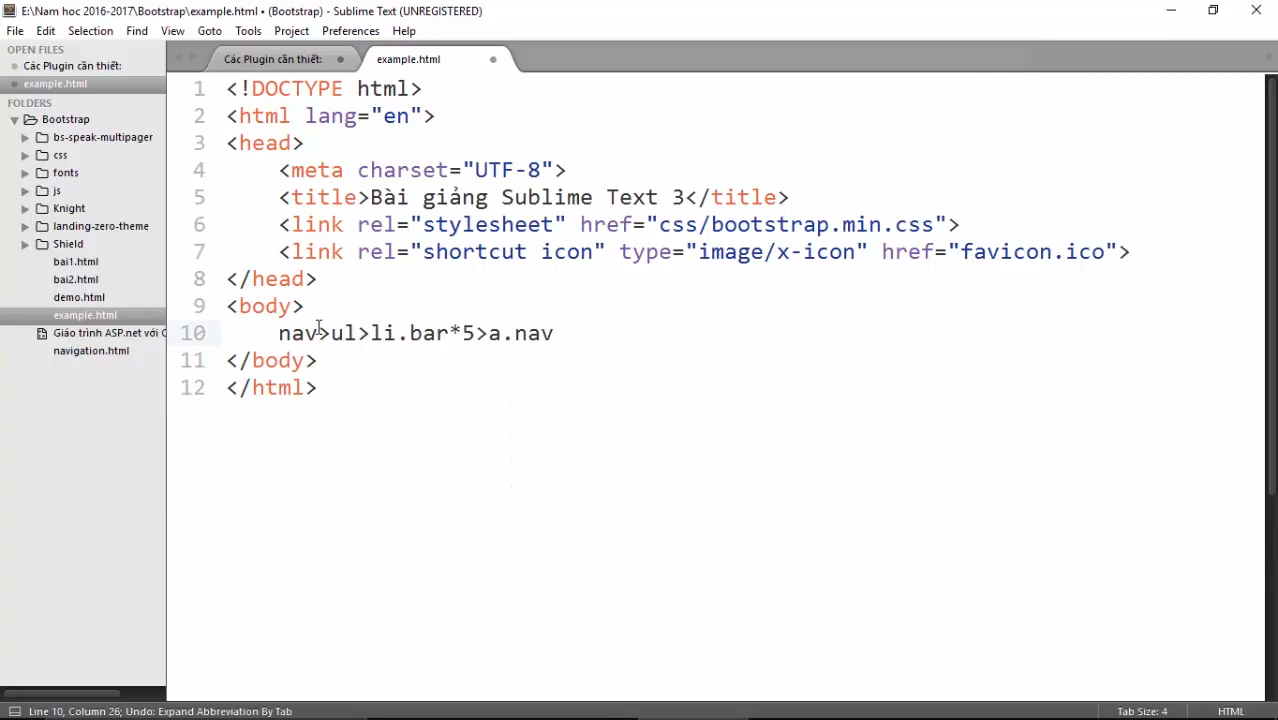 E:\Nam hoc 2016-2017\Bootstrap\example.html • (Bootstrap) - Sublime Text (UNREGISTERED)
File Edit Selection Find View Goto Tools Project Preferences Help
OPEN FILES
Các Plugin cần thiết:
example.html
FOLDERS
Bootstrap
bs-speak-multipager
css
fonts
js
Knight
landing-zero-theme
Shield
bai1.html
bai2.html
demo.html
example.html
Giáo trình ASP.net với C
navigation.html
Các Plugin cần thiết: example.html
1 <!DOCTYPE html>
2 <html lang="en">
3 <head>
4 <meta charset="UTF-8">
5 <title>Bài giảng Sublime Text 3</title>
6 <link rel="stylesheet" href="css/bootstrap.min.css">
7 <link rel="shortcut icon" type="image/x-icon" href="favicon.ico">
8 </head>
9 <body>
10 nav>ul>li.bar*5>a.nav
11 </body>
12 </html>
Line 10, Column 26; Undo: Expand Abbreviation By Tab Tab Size: 4 HTML